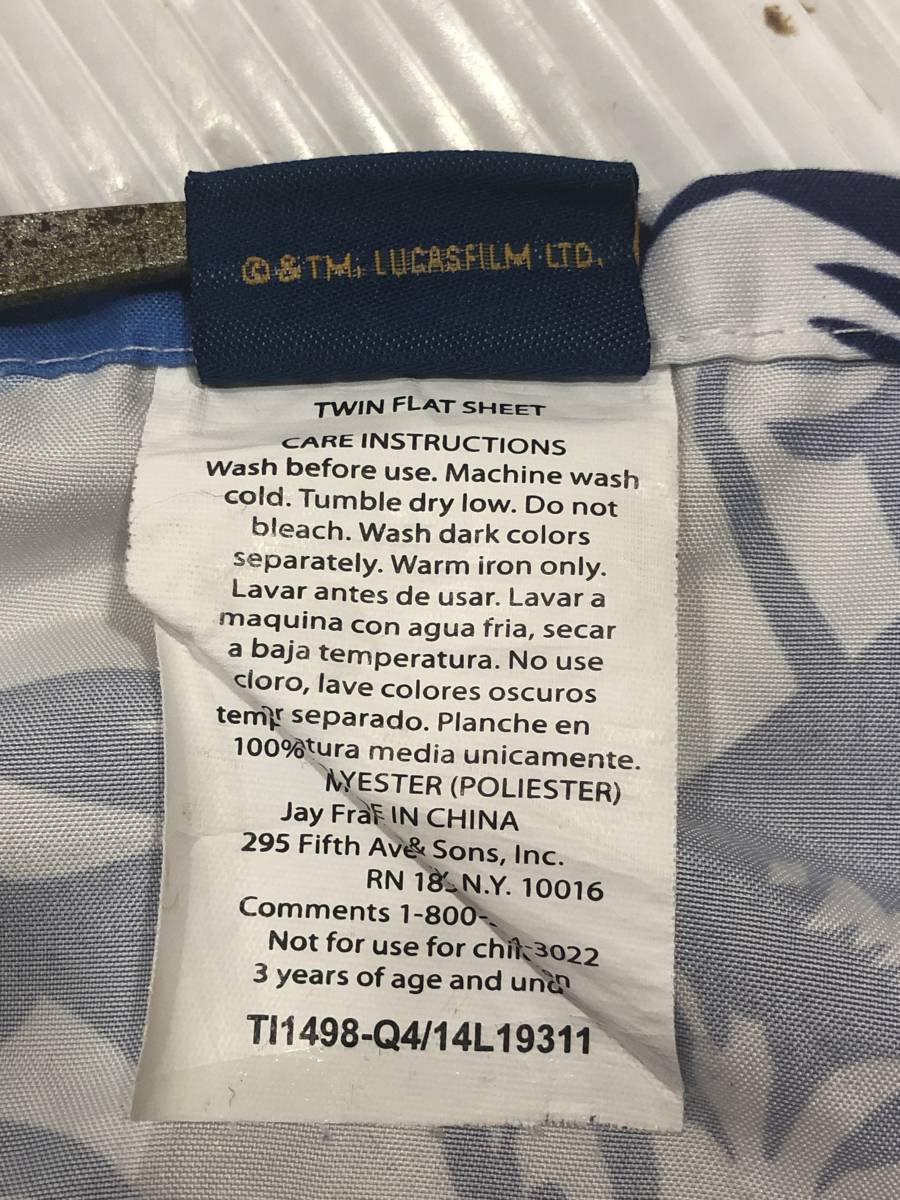 ©&TM. LUCASFILM LTD.
TWIN FLAT SHEET
CARE INSTRUCTIONS
Wash before use. Machine wash
cold. Tumble dry low. Do not
bleach. Wash dark colors
separately. Warm iron only.
Lavar antes de usar. Lavar a
maquina con agua fria, secar
a baja temperatura. No use
cloro, lave colores oscuros
separado. Planche en
media unicamente.
100%
(POLIESTER)
IN CHINA
Jay
& Sons, Inc.
295 Fifth
N.Y. 10016
RN
Comments 1-800-
3022
Not for use for
3 years of age and
TI1498-Q4/14L19311